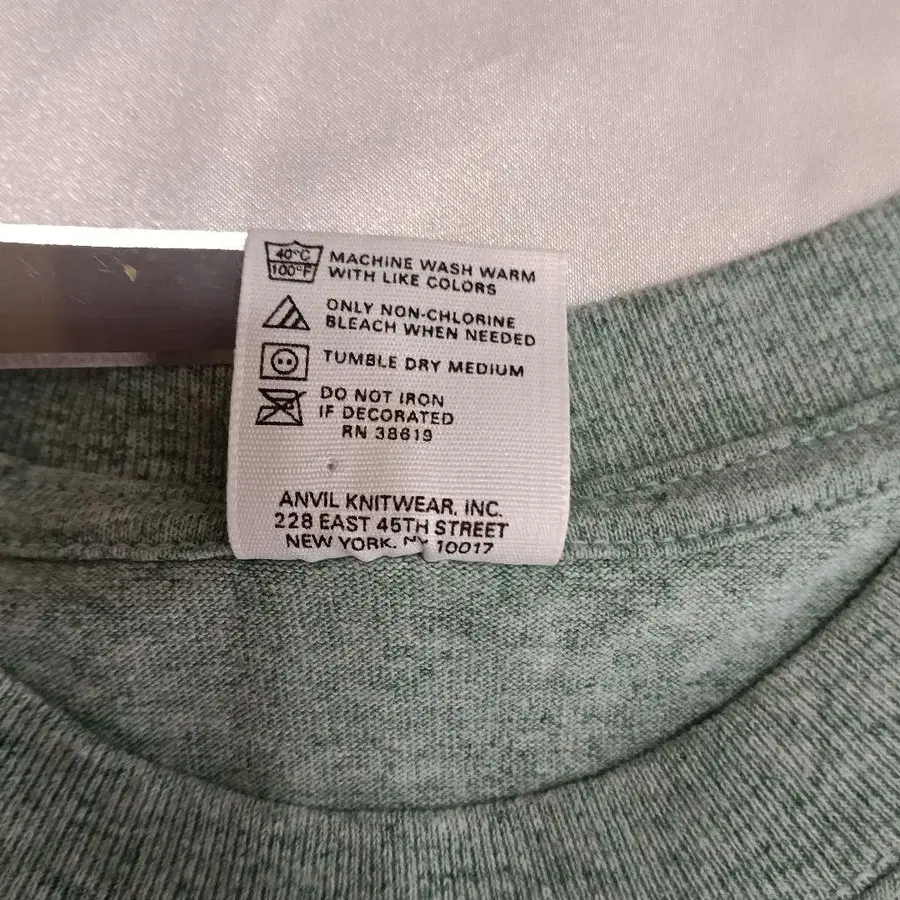 40°C
100°F
MACHINE WASH WARM
WITH LIKE COLORS
ONLY NON-CHLORINE
BLEACH WHEN NEEDED
TUMBLE DRY MEDIUM
DO NOT IRON
IF DECORATED
RN 38619
ANVIL KNITWEAR, INC.
228 EAST 45TH STREET
NEW YORK, NY 10017